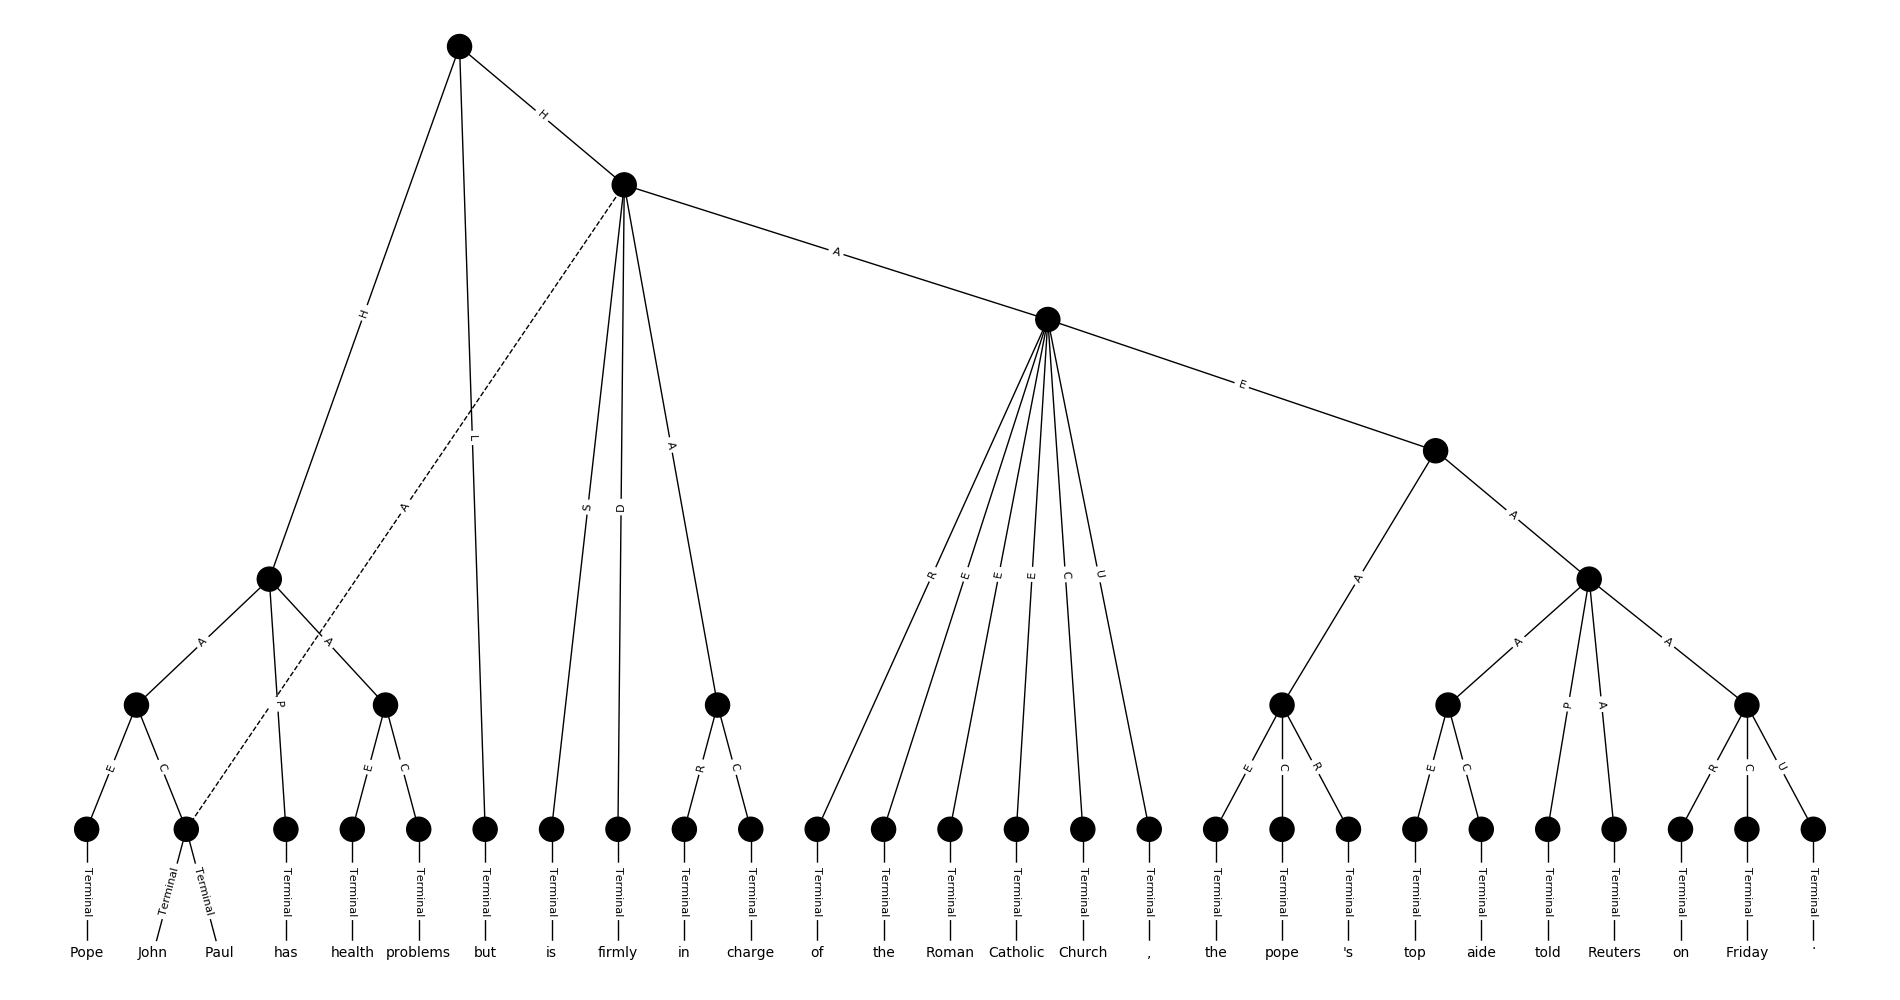 H
H
A
E
L
A
S
D
A
A
R
E
E
E
C
U
A
A
P
A
A
P
A
A
E
C
E
C
R
C
E
C
R
E
C
R
C
U
Terminal Terminal Terminal Terminal Terminal Terminal Terminal Terminal Terminal Terminal Terminal Terminal Terminal Terminal Terminal Terminal Terminal Terminal Terminal Terminal Terminal Terminal Terminal Terminal Terminal Terminal Terminal
Pope John Paul has health problems but is firmly in charge of the Roman Catholic Church , the pope 's top aide told Reuters on Friday .